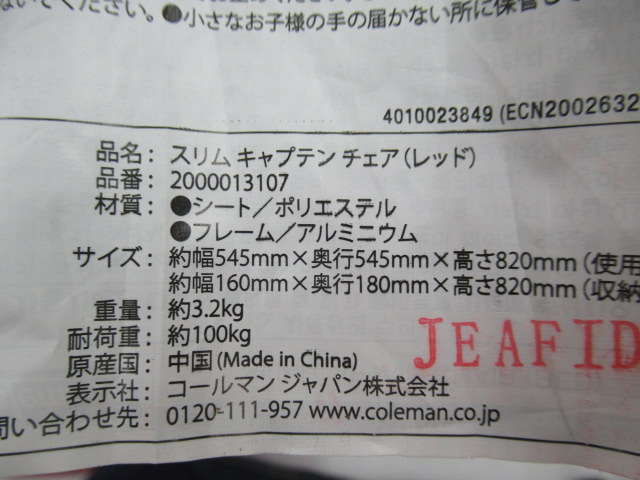 ないでください。●小さなお子様の手の届かない所に保管し
4010023849 (ECN2002632
品名： スリム キャプテン チェア（レッド）
品番： 2000013107
材質： ●シート／ポリエステル
●フレーム／アルミニウム
サイズ： 約幅545mm×奥行545mm×高さ820mm（使用
約幅160mm×奥行180mm×高さ820mm（収納
重量： 約3.2kg
耐荷重： 約100kg
原産国： 中国 (Made in China)
表示社： コールマン ジャパン株式会社
問い合わせ先： 0120-111-957 www.coleman.co.jp
JEAFID